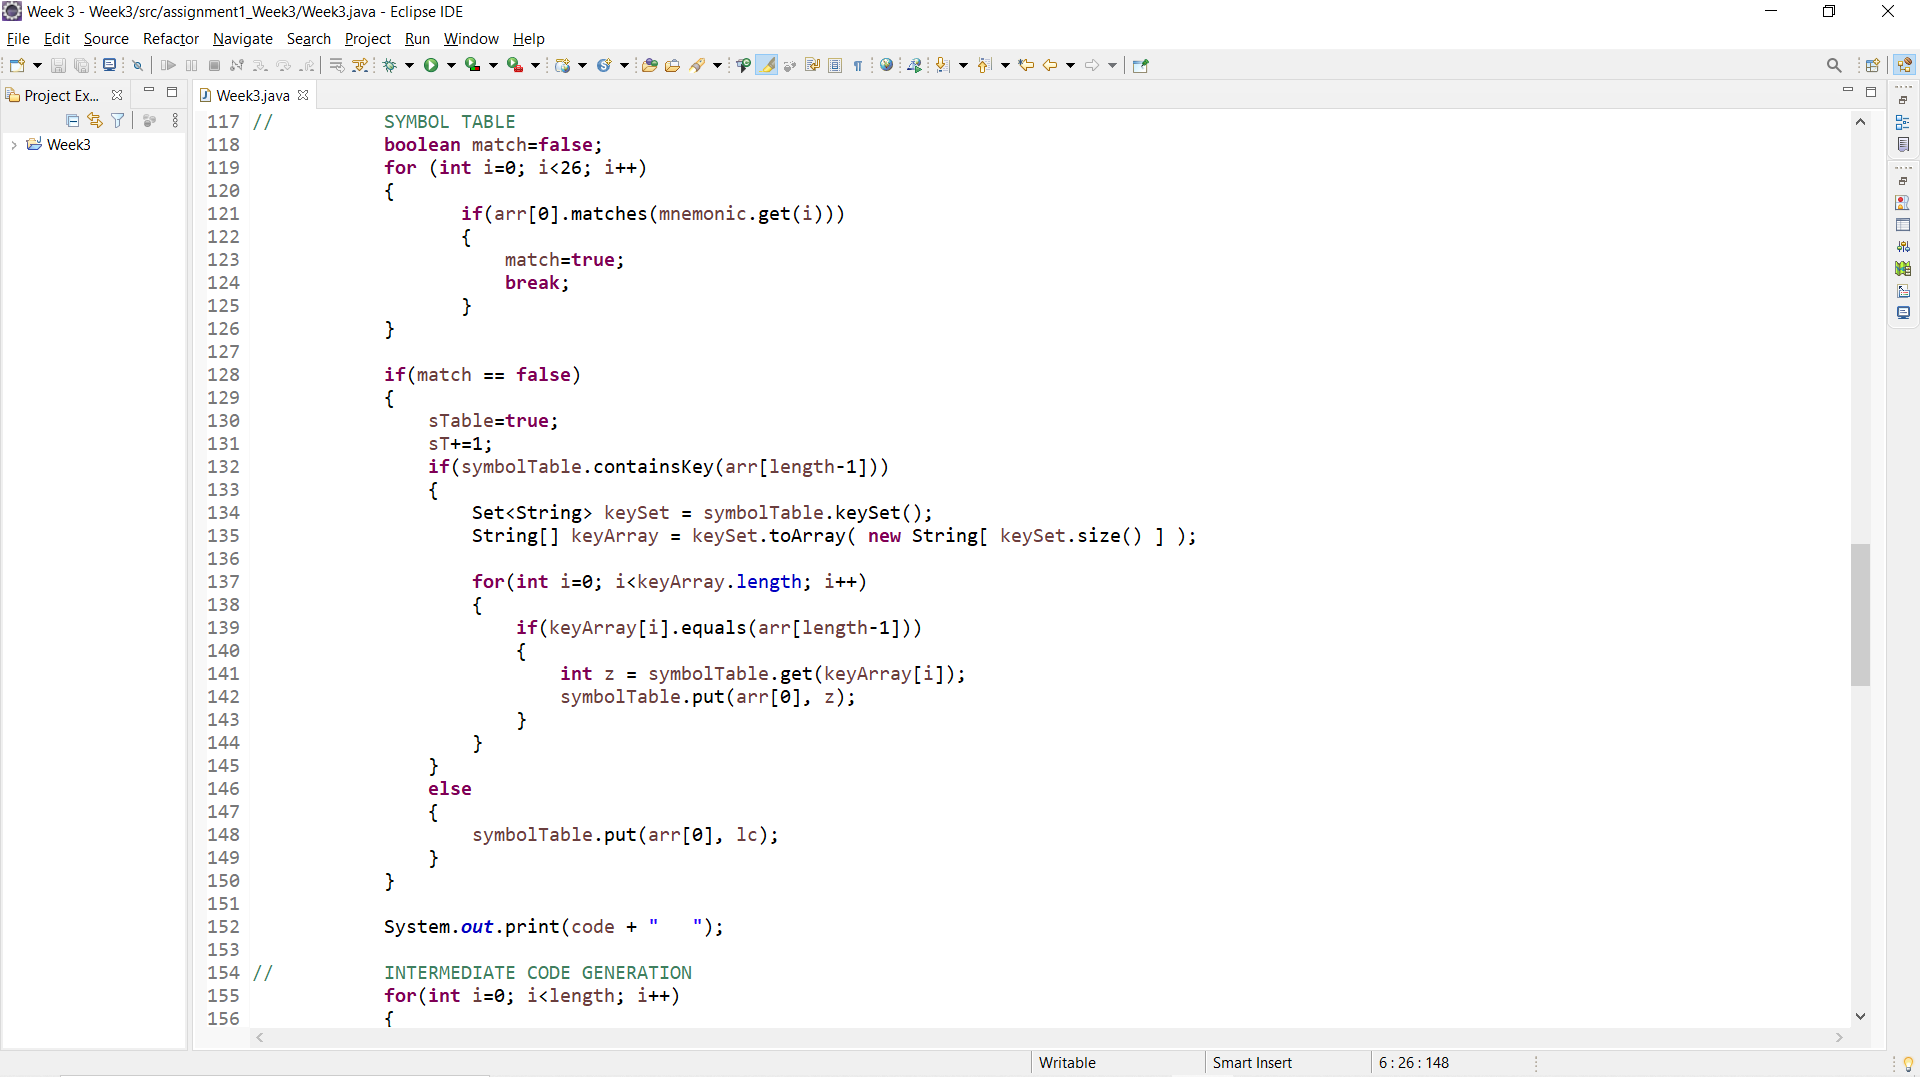 Week 3 - Week3/src/assignment1_Week3/Week3.java - Eclipse IDE
File Edit Source Refactor Navigate Search Project Run Window Help
Project Ex...
Week3.java
Week3
117 // SYMBOL TABLE
118 boolean match=false;
119 for (int i=0; i<26; i++)
120 {
121 if(arr[0].matches(mnemonic.get(i)))
122 {
123 match=true;
124 break;
125 }
126 }
127
128 if(match == false)
129 {
130 sTable=true;
131 sT+=1;
132 if(symbolTable.containsKey(arr[length-1]))
133 {
134 Set<String> keySet = symbolTable.keySet();
135 String[] keyArray = keySet.toArray( new String[ keySet.size() ] );
136
137 for(int i=0; i<keyArray.length; i++)
138 {
139 if(keyArray[i].equals(arr[length-1]))
140 {
141 int z = symbolTable.get(keyArray[i]);
142 symbolTable.put(arr[0], z);
143 }
144 }
145 }
146 else
147 {
148 symbolTable.put(arr[0], lc);
149 }
150 }
151
152 System.out.print(code + "   ");
153
154 // INTERMEDIATE CODE GENERATION
155 for(int i=0; i<length; i++)
156 {
Writable Smart Insert 6 : 26 : 148